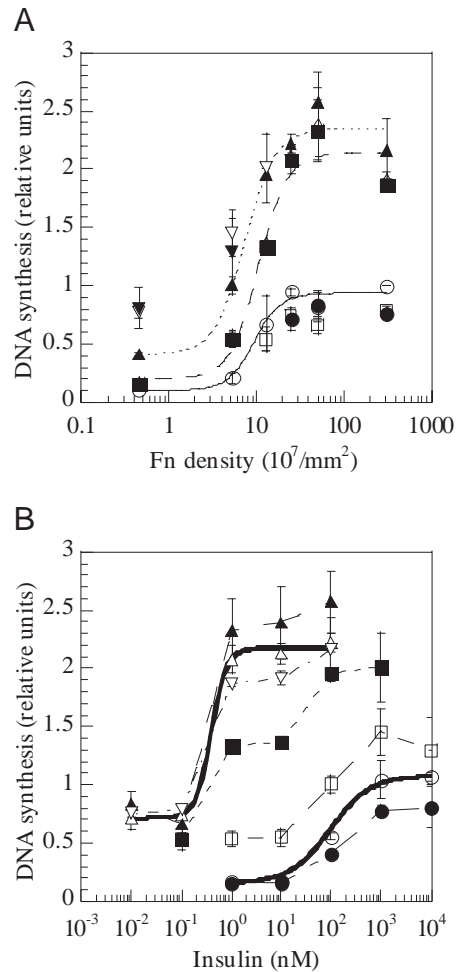 A
DNA synthesis (relative units)
3
2.5
2
1.5
1
0.5
0
0.1 1 10 100 1000
Fn density (10⁷/mm²)
B
DNA synthesis (relative units)
3
2.5
2
1.5
1
0.5
0
10⁻³ 10⁻² 10⁻¹ 10⁰ 10¹ 10² 10³ 10⁴
Insulin (nM)